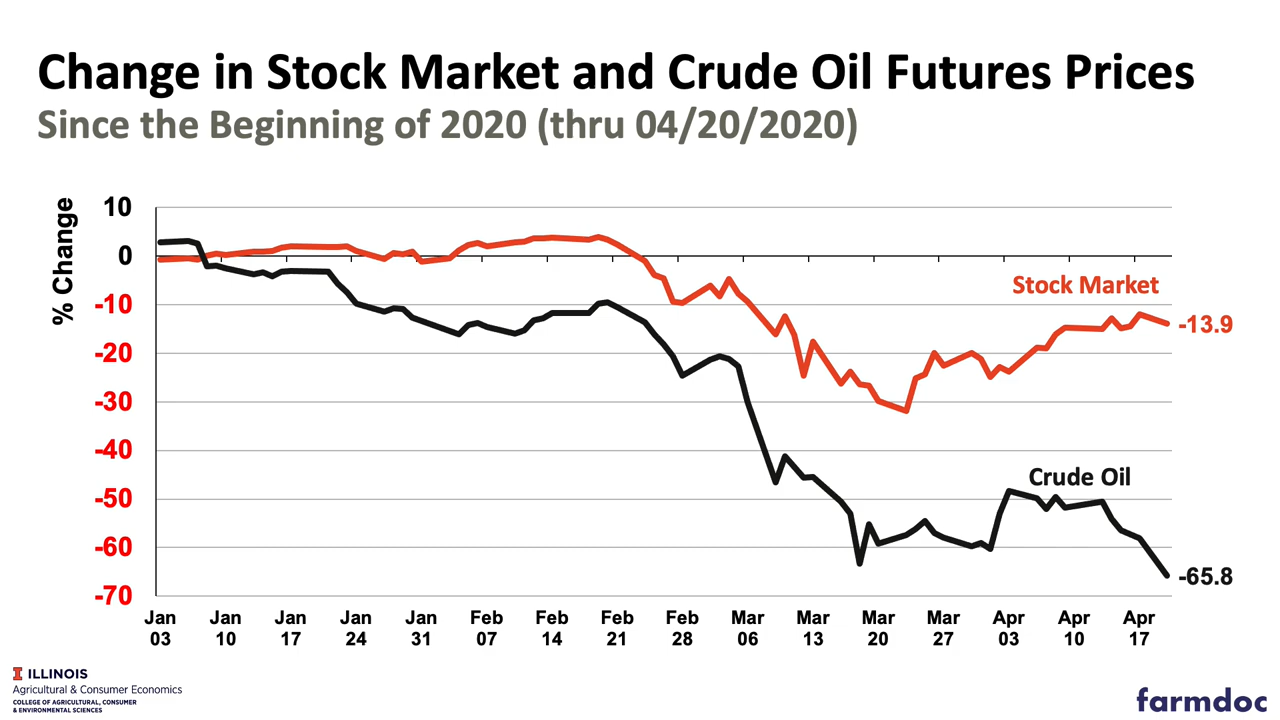 Change in Stock Market and Crude Oil Futures Prices
Since the Beginning of 2020 (thru 04/20/2020)
% Change
10
0
-10
-20
-30
-40
-50
-60
-70
Stock Market
-13.9
Crude Oil
-65.8
Jan Jan Jan Jan Jan Feb Feb Feb Feb Mar Mar Mar Mar Apr Apr Apr
03 10 17 24 31 07 14 21 28 06 13 20 27 03 10 17
I ILLINOIS
Agricultural & Consumer Economics
COLLEGE OF AGRICULTURAL, CONSUMER
& ENVIRONMENTAL SCIENCES
farmdoc